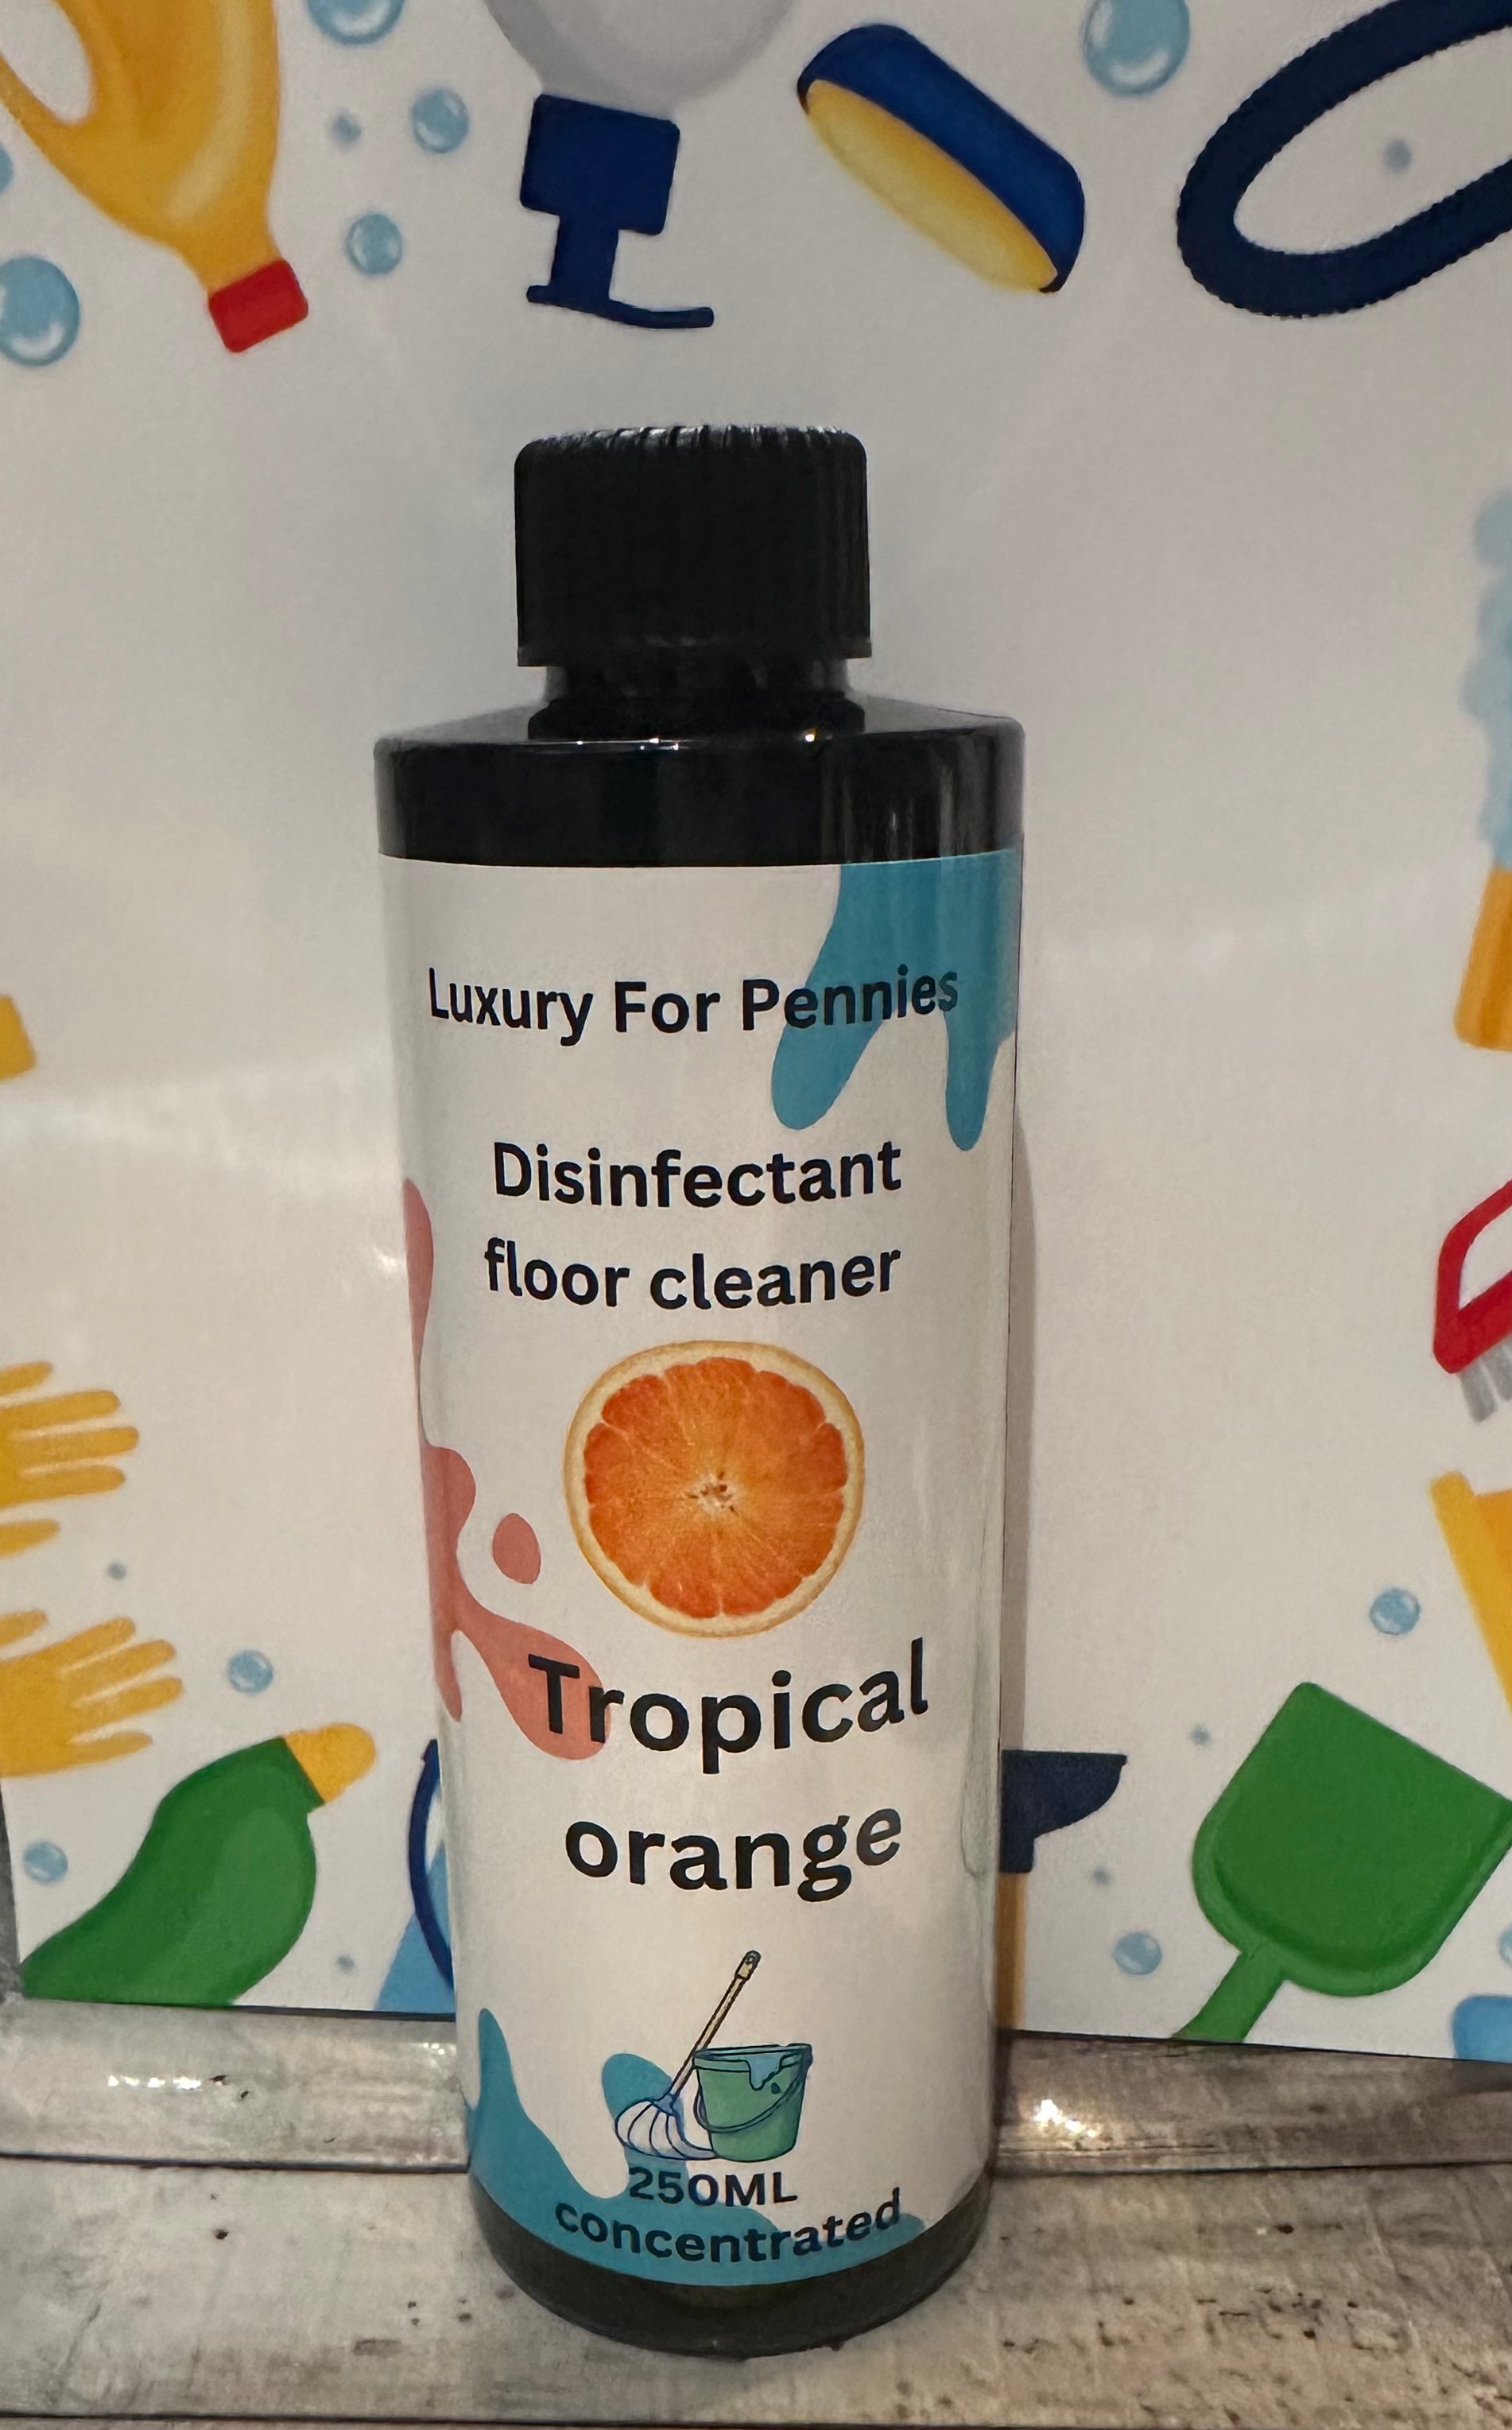 Luxury For Pennies
Disinfectant
floor cleaner
Tropical
orange
250ML
concentrated